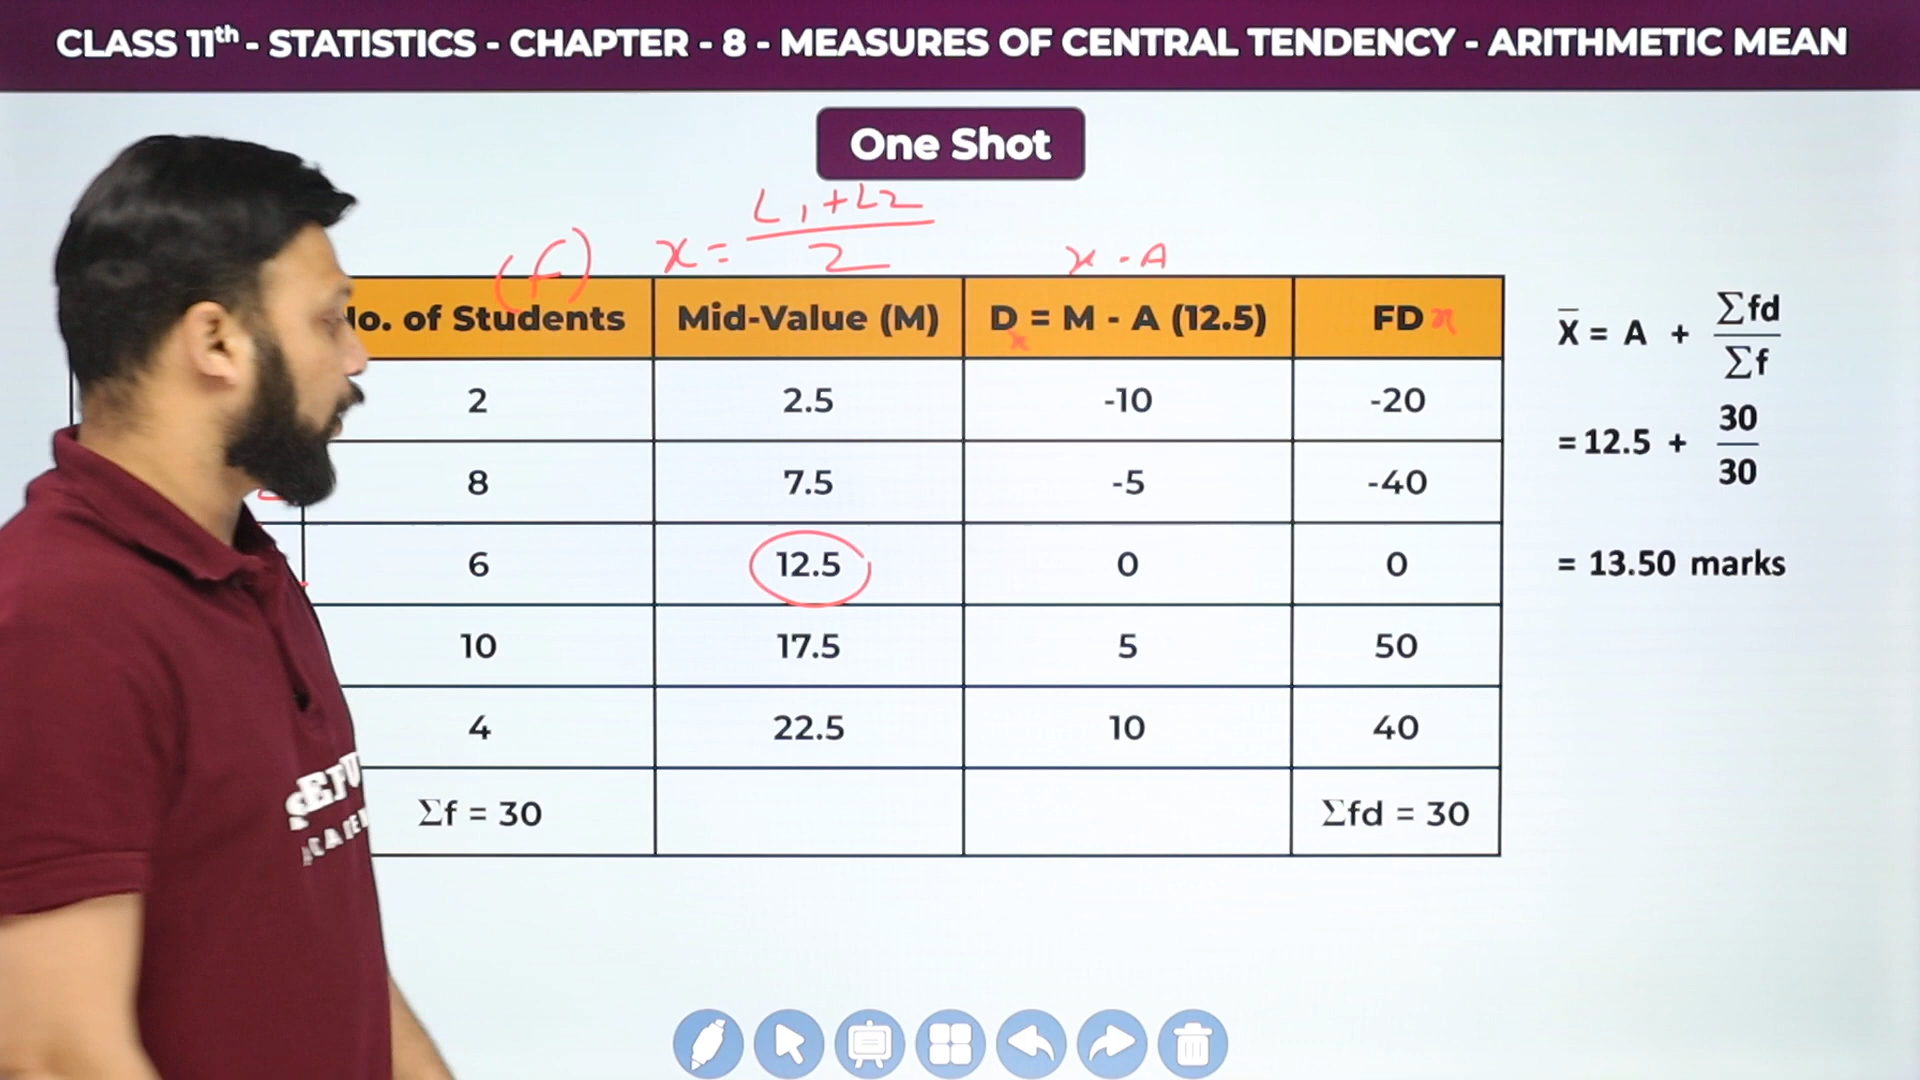 CLASS 11th - STATISTICS - CHAPTER - 8 - MEASURES OF CENTRAL TENDENCY - ARITHMETIC MEAN
One Shot
(f) x = L1+L2 / 2 x - A
No. of Students Mid-Value (M) D = M - A (12.5) FD x
x
2 2.5 -10 -20
8 7.5 -5 -40
6 12.5 0 0
10 17.5 5 50
4 22.5 10 40
Σf = 30 Σfd = 30
X̄ = A + Σfd / Σf
= 12.5 + 30 / 30
= 13.50 marks